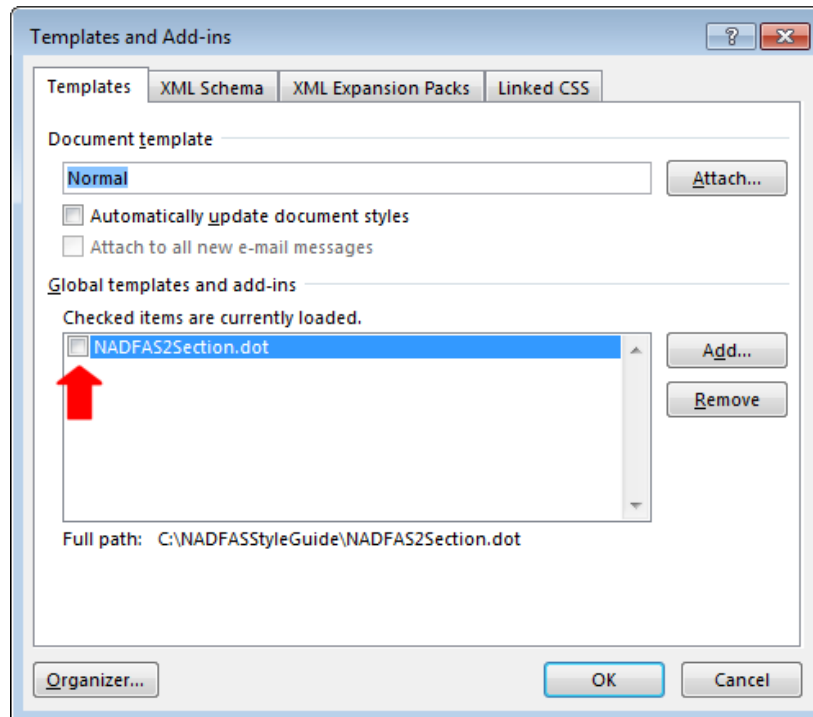 Templates and Add-ins
Templates XML Schema XML Expansion Packs Linked CSS
Document template
Normal Attach...
Automatically update document styles
Attach to all new e-mail messages
Global templates and add-ins
Checked items are currently loaded.
NADFAS2Section.dot Add...
Remove
Full path: C:\NADFASStyleGuide\NADFAS2Section.dot
Organizer... OK Cancel